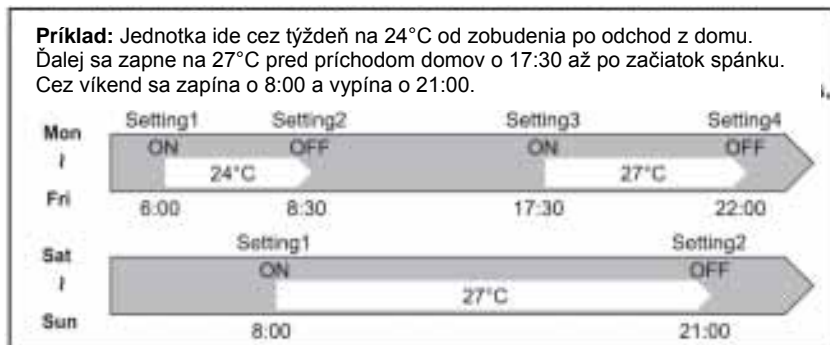 Príklad: Jednotka ide cez týždeň na 24°C od zobudenia po odchod z domu.
Ďalej sa zapne na 27°C pred príchodom domov o 17:30 až po začiatok spánku.
Cez víkend sa zapína o 8:00 a vypína o 21:00.
Setting1 Setting2 Setting3 Setting4
Mon
ON OFF ON OFF
24°C 27°C
Fri
6:00 8:30 17:30 22:00
Setting1 Setting2
Sat
ON OFF
27°C
Sun
8:00 21:00